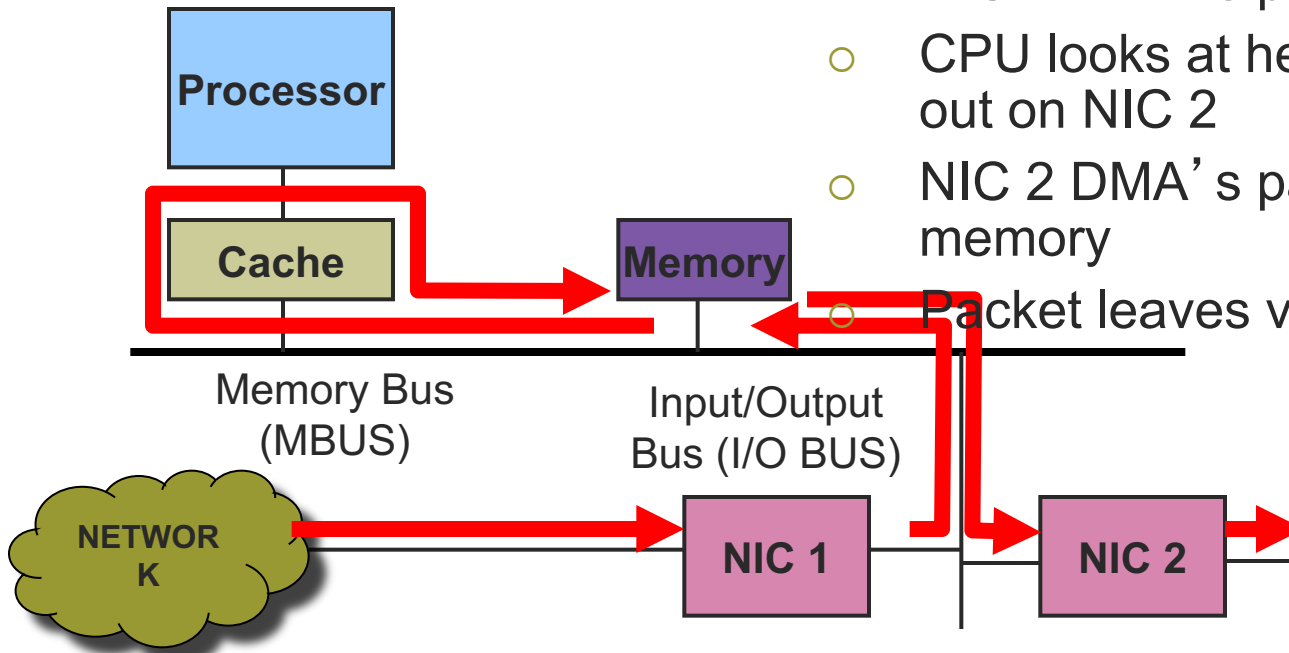 CPU looks at he
out on NIC 2
NIC 2 DMA’s pa
memory
Packet leaves v
Processor
Cache
Memory
Memory Bus
(MBUS)
Input/Output
Bus (I/O BUS)
NETWOR
K
NIC 1
NIC 2